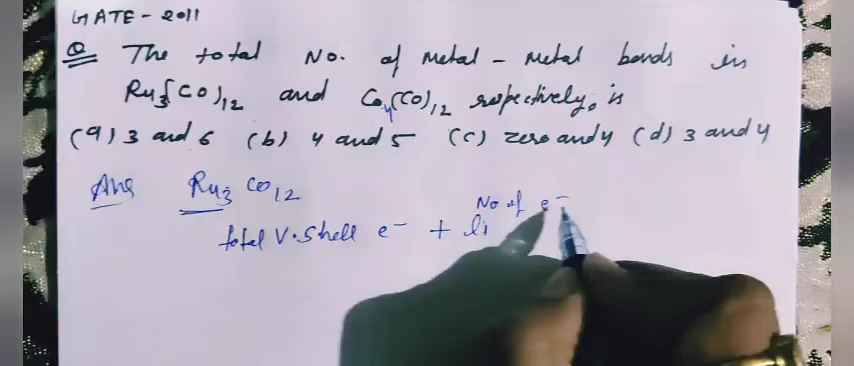 GATE - 2011
Q The total No. of metal - metal bonds in
Ru3[CO)12 and Co4(CO)12 respectively, is
(a) 3 and 6 (b) 4 and 5 (c) zero and 4 (d) 3 and 4
Ans Ru3 CO12
No of e-
total V. Shell e- + li